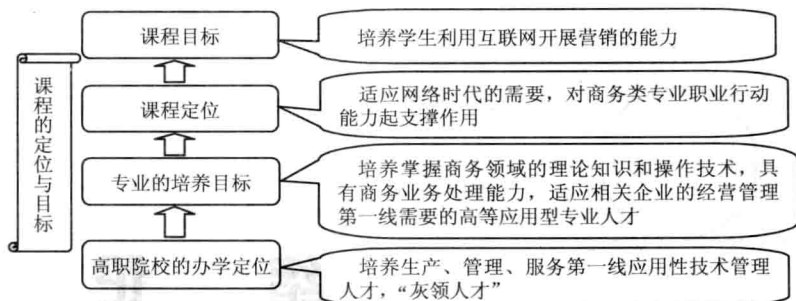 课程的定位与目标
课程目标
培养学生利用互联网开展营销的能力
课程定位
适应网络时代的需要，对商务类专业职业行动
能力起支撑作用
专业的培养目标
培养掌握商务领域的理论知识和操作技术，具
有商务业务处理能力，适应相关企业的经营管理
第一线需要的高等应用型专业人才
高职院校的办学定位
培养生产、管理、服务第一线应用性技术管理
人才，“灰领人才”